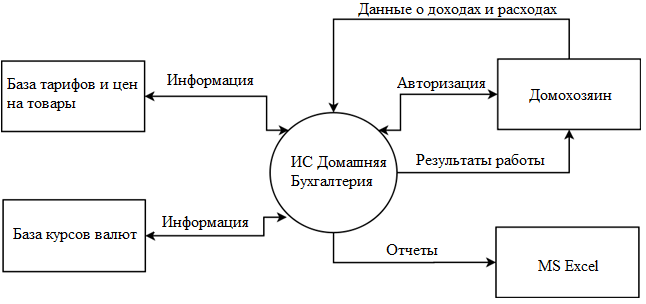 Данные о доходах и расходах
Информация
Авторизация
База тарифов и цен
на товары
Домохозяин
ИС Домашняя
Бухгалтерия
Результаты работы
Информация
База курсов валют
Отчеты
MS Excel